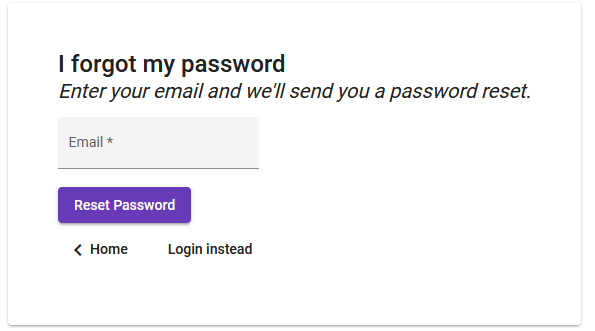 I forgot my password
Enter your email and we'll send you a password reset.
Email *
Reset Password
Home
Login instead